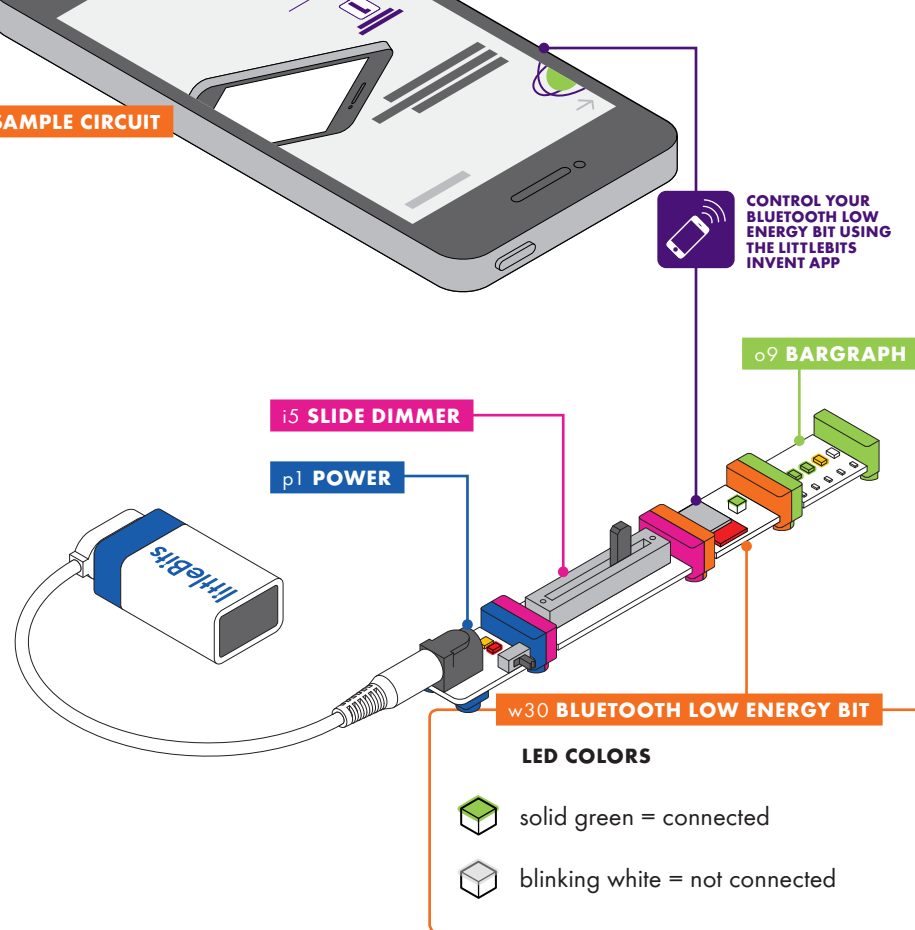 SAMPLE CIRCUIT
CONTROL YOUR
BLUETOOTH LOW
ENERGY BIT USING
THE LITTLEBITS
INVENT APP
o9 BARGRAPH
i5 SLIDE DIMMER
p1 POWER
littleBits
w30 BLUETOOTH LOW ENERGY BIT
LED COLORS
solid green = connected
blinking white = not connected